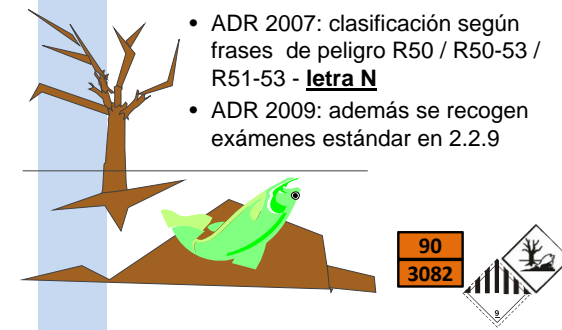 • ADR 2007: clasificación según
frases de peligro R50 / R50-53 /
R51-53 - letra N
• ADR 2009: además se recogen
exámenes estándar en 2.2.9
90
3082
9